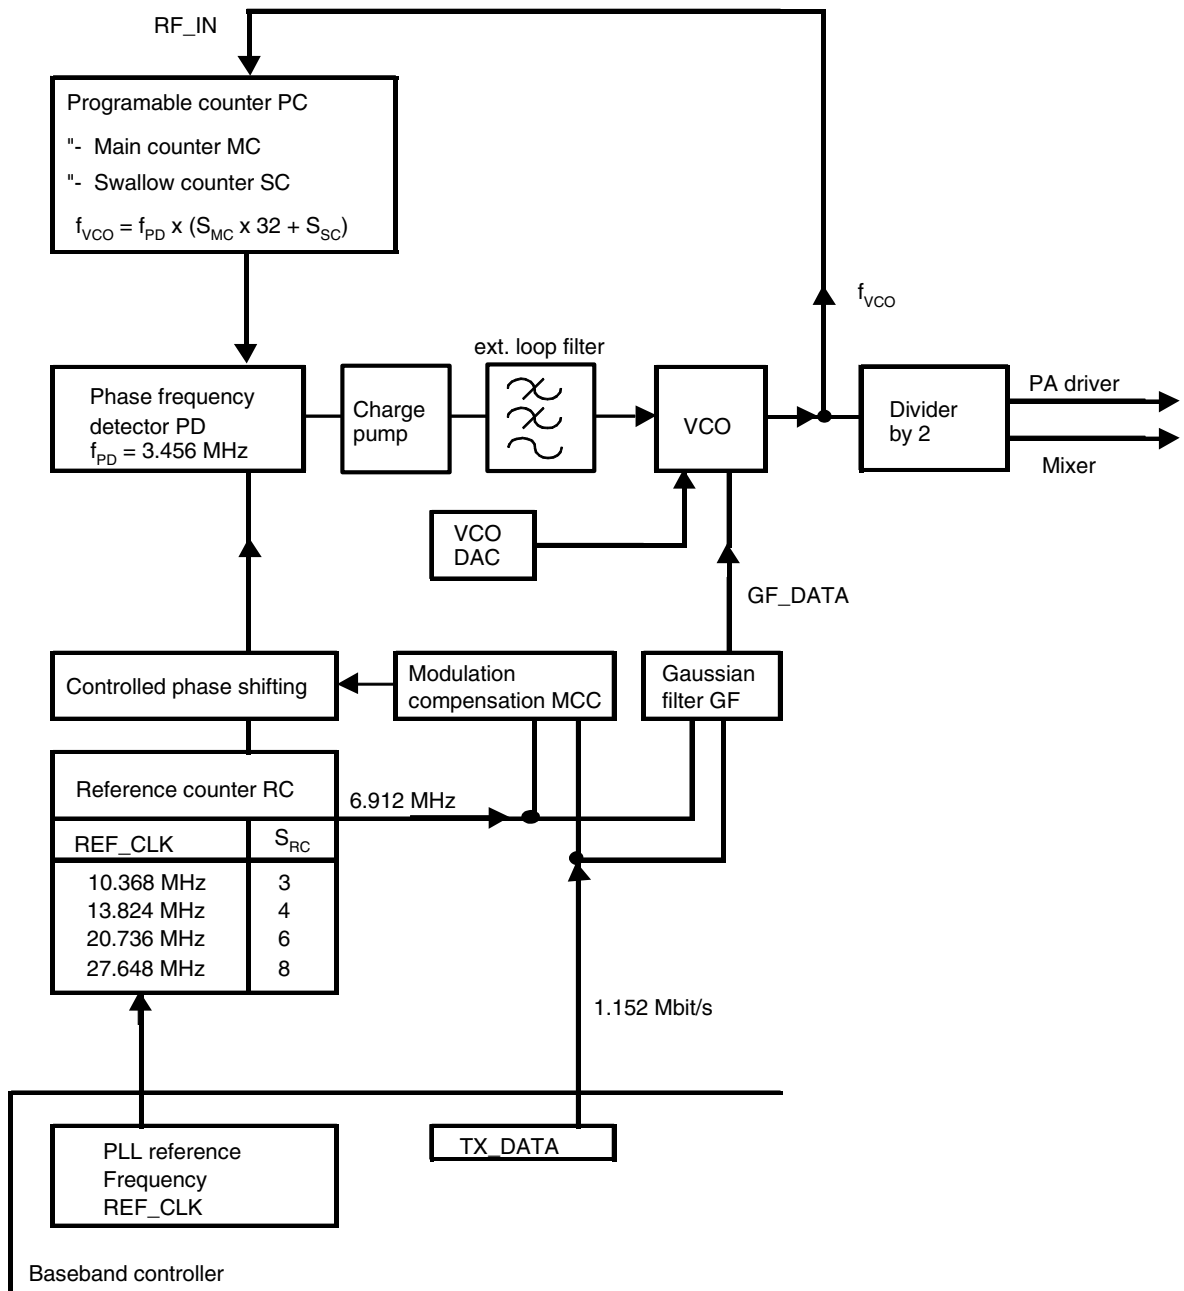 RF_IN
Programable counter PC
"- Main counter MC
"- Swallow counter SC
fVCO = fPD x (SMC x 32 + SSC)
fVCO
ext. loop filter
Phase frequency
detector PD
fPD = 3.456 MHz
Charge
pump
VCO
Divider
by 2
PA driver
Mixer
VCO
DAC
GF_DATA
Controlled phase shifting
Modulation
compensation MCC
Gaussian
filter GF
Reference counter RC
6.912 MHz
REF_CLK SRC
10.368 MHz 3
13.824 MHz 4
20.736 MHz 6
27.648 MHz 8
1.152 Mbit/s
PLL reference
Frequency
REF_CLK
TX_DATA
Baseband controller